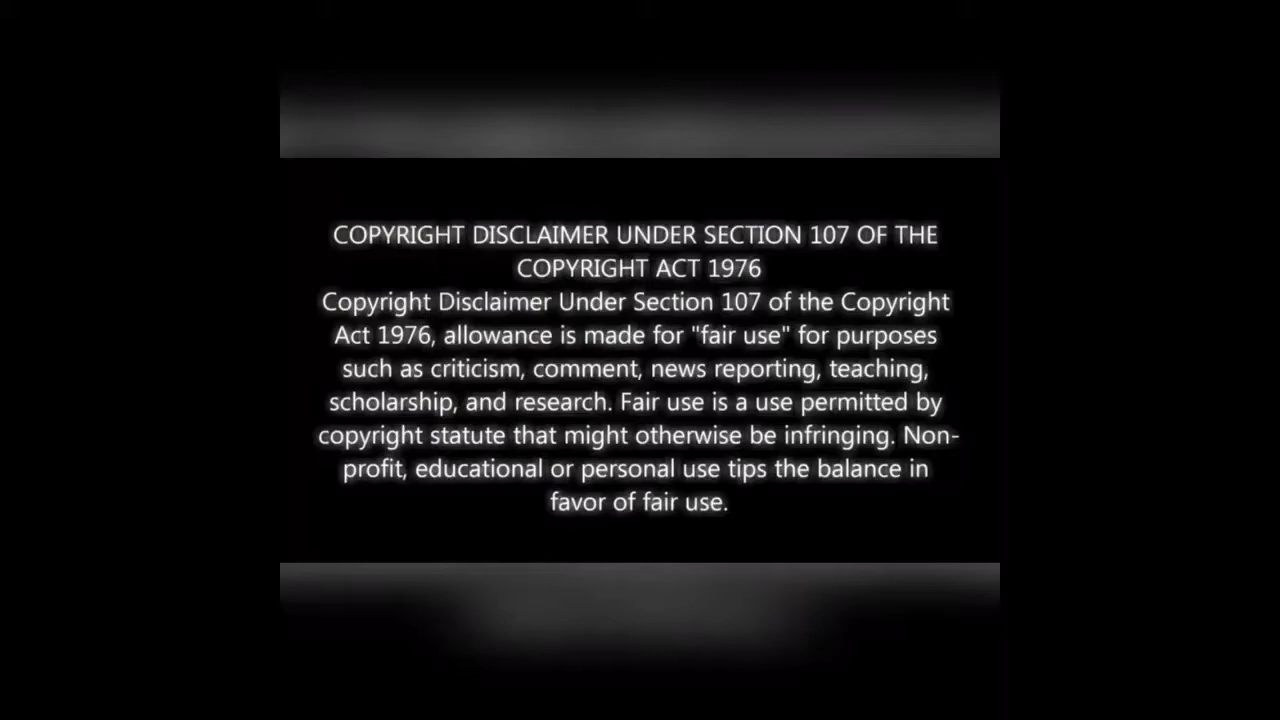 COPYRIGHT DISCLAIMER UNDER SECTION 107 OF THE
COPYRIGHT ACT 1976
Copyright Disclaimer Under Section 107 of the Copyright
Act 1976, allowance is made for "fair use" for purposes
such as criticism, comment, news reporting, teaching,
scholarship, and research. Fair use is a use permitted by
copyright statute that might otherwise be infringing. Non-
profit, educational or personal use tips the balance in
favor of fair use.